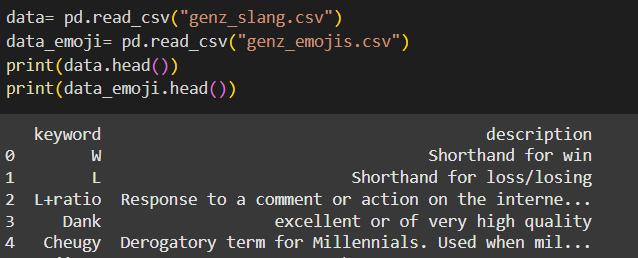 data= pd.read_csv("genz_slang.csv")
data_emoji= pd.read_csv("genz_emojis.csv")
print(data.head())
print(data_emoji.head())
keyword description
0 W Shorthand for win
1 L Shorthand for loss/losing
2 L+ratio Response to a comment or action on the interne...
3 Dank excellent or of very high quality
4 Cheugy Derogatory term for Millennials. Used when mil...